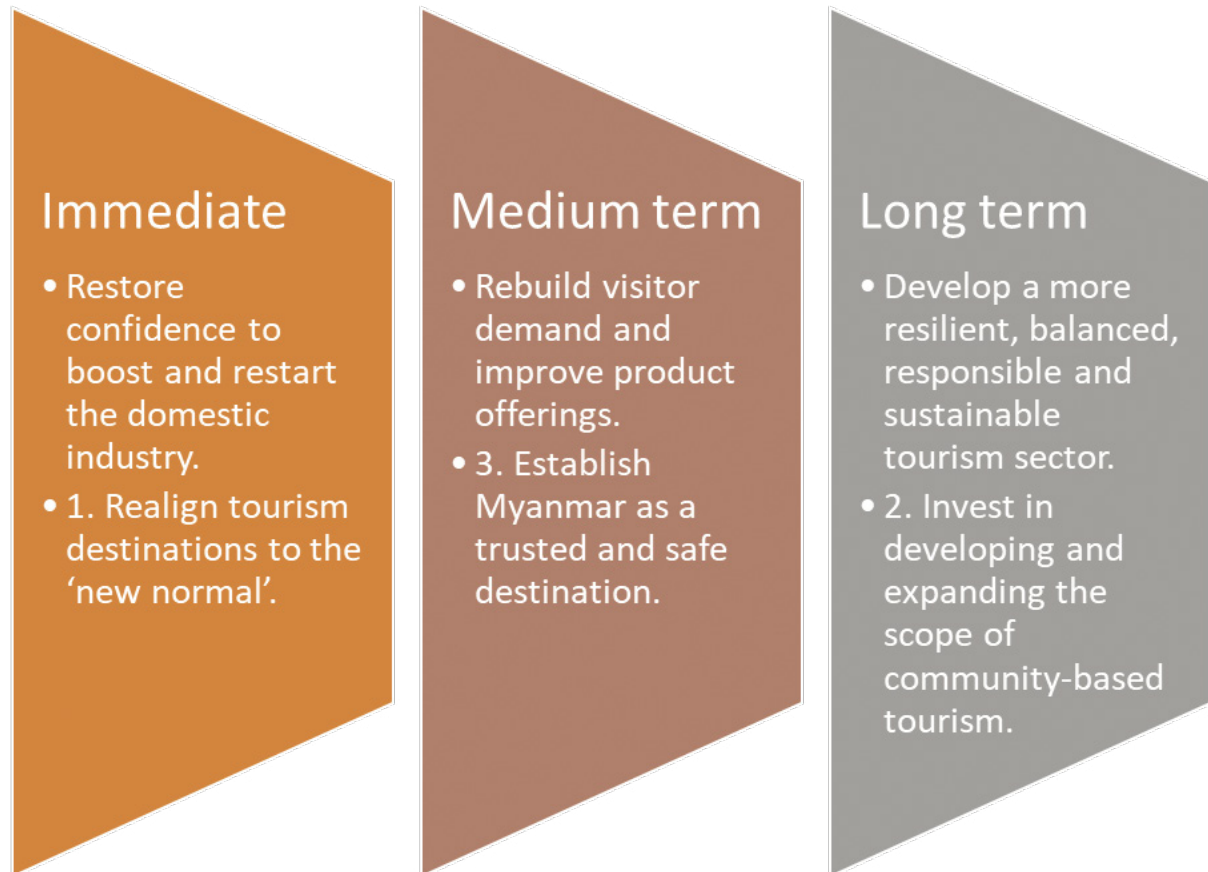 Immediate
• Restore
confidence to
boost and restart
the domestic
industry.
• 1. Realign tourism
destinations to the
‘new normal’.
Medium term
• Rebuild visitor
demand and
improve product
offerings.
• 3. Establish
Myanmar as a
trusted and safe
destination.
Long term
• Develop a more
resilient, balanced,
responsible and
sustainable
tourism sector.
• 2. Invest in
developing and
expanding the
scope of
community-based
tourism.